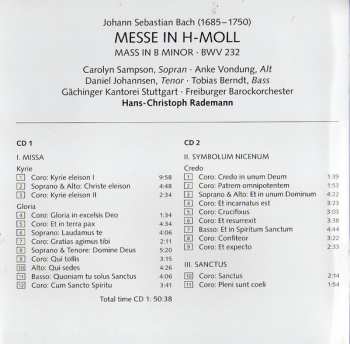 Johann Sebastian Bach (1685–1750)
MESSE IN H-MOLL
MASS IN B MINOR · BWV 232
Carolyn Sampson, Sopran · Anke Vondung, Alt
Daniel Johannsen, Tenor · Tobias Berndt, Bass
Gächinger Kantorei Stuttgart · Freiburger Barockorchester
Hans-Christoph Rademann
CD 1
I. MISSA
Kyrie
1 Coro: Kyrie eleison I 9:58
2 Soprano & Alto: Christe eleison 4:48
3 Coro: Kyrie eleison II 2:34
Gloria
4 Coro: Gloria in excelsis Deo 1:34
5 Coro: Et in terra pax 4:34
6 Soprano: Laudamus te 4:06
7 Coro: Gratias agimus tibi 2:11
8 Soprano & Tenore: Domine Deus 5:20
9 Coro: Qui tollis 3:15
10 Alto: Qui sedes 4:26
11 Basso: Quoniam tu solus Sanctus 4:11
12 Coro: Cum Sancto Spiritu 3:41
Total time CD 1: 50:38
CD 2
II. SYMBOLUM NICENUM
Credo
1 Coro: Credo in unum Deum 1:39
2 Coro: Patrem omnipotentem 1:53
3 Soprano & Alto: Et in unum Dominum 4:22
4 Coro: Et incarnatus est 3:23
5 Coro: Crucifixus 3:03
6 Coro: Et resurrexit 3:38
7 Basso: Et in Spiritum Sanctum 4:44
8 Coro: Confiteor 3:44
9 Coro: Et expecto 2:33
III. SANCTUS
10 Coro: Sanctus 2:14
11 Coro: Pleni sunt coeli 1:54